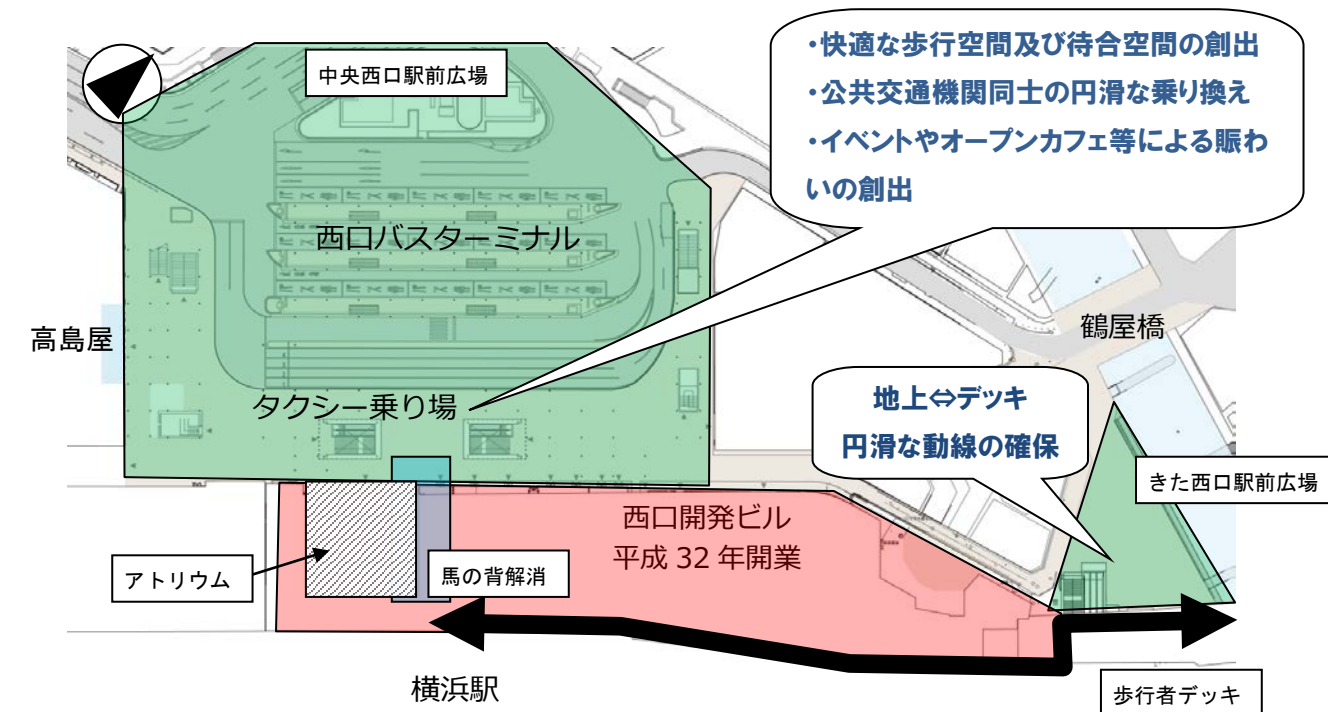 ・快適な歩行空間及び待合空間の創出
・公共交通機関同士の円滑な乗り換え
・イベントやオープンカフェ等による賑わ
いの創出
中央西口駅前広場
西口バスターミナル
高島屋
鶴屋橋
タクシー乗り場
地上⇔デッキ
円滑な動線の確保
きた西口駅前広場
西口開発ビル
平成 32 年開業
アトリウム
馬の背解消
横浜駅
歩行者デッキ